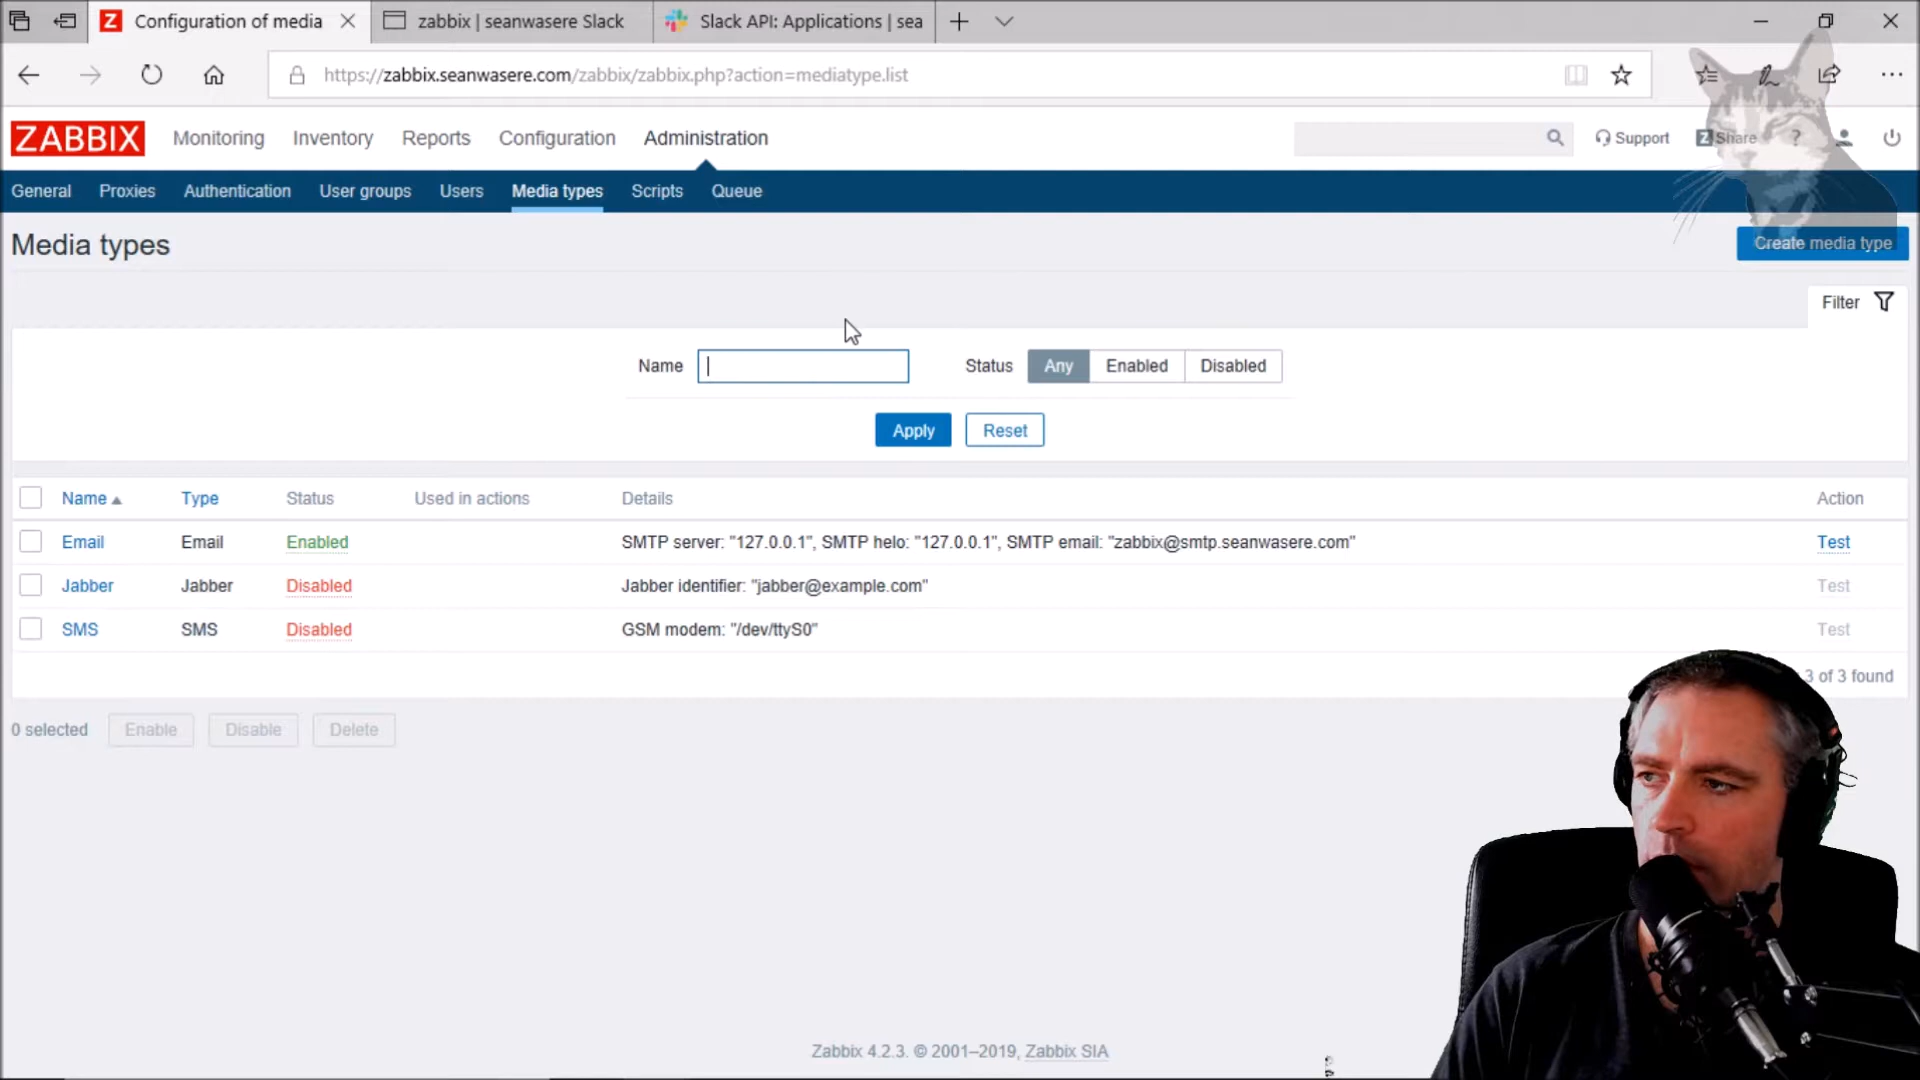 Configuration of media
zabbix | seanwasere Slack
Slack API: Applications | sea
https://zabbix.seanwasere.com/zabbix/zabbix.php?action=mediatype.list
ZABBIX Monitoring Inventory Reports Configuration Administration
Support
Z Share
?
General Proxies Authentication User groups Users Media types Scripts Queue
Media types
Create media type
Filter
Name
Status Any Enabled Disabled
Apply Reset
Name Type Status Used in actions Details Action
Email Email Enabled SMTP server: "127.0.0.1", SMTP helo: "127.0.0.1", SMTP email: "zabbix@smtp.seanwasere.com" Test
Jabber Jabber Disabled Jabber identifier: "jabber@example.com" Test
SMS SMS Disabled GSM modem: "/dev/ttyS0" Test
3 of 3 found
0 selected Enable Disable Delete
Zabbix 4.2.3. © 2001–2019, Zabbix SIA